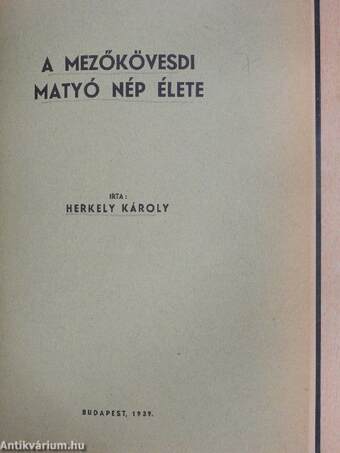 A MEZŐKÖVESDI
MATYÓ NÉP ÉLETE
IRTA:
HERKELY KÁROLY
BUDAPEST, 1939.
Antikvárium.hu